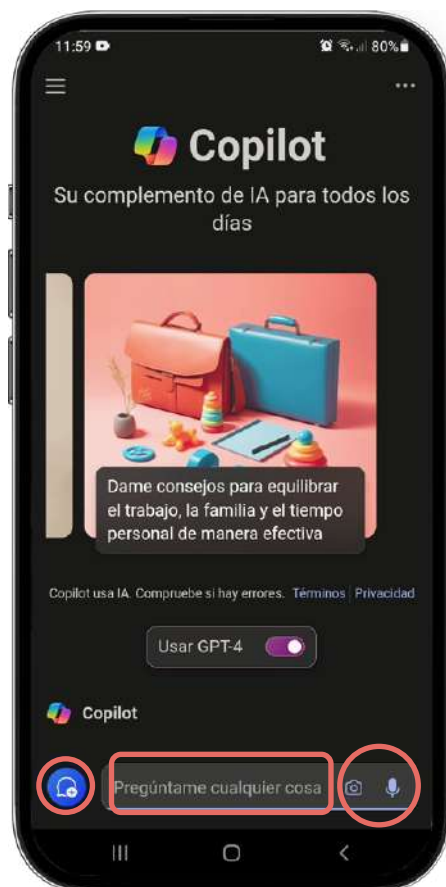 11:59
80%
Copilot
Su complemento de IA para todos los
días
Dame consejos para equilibrar
el trabajo, la familia y el tiempo
personal de manera efectiva
Copilot usa IA. Compruebe si hay errores. Términos | Privacidad
Usar GPT-4
Copilot
Pregúntame cualquier cosa